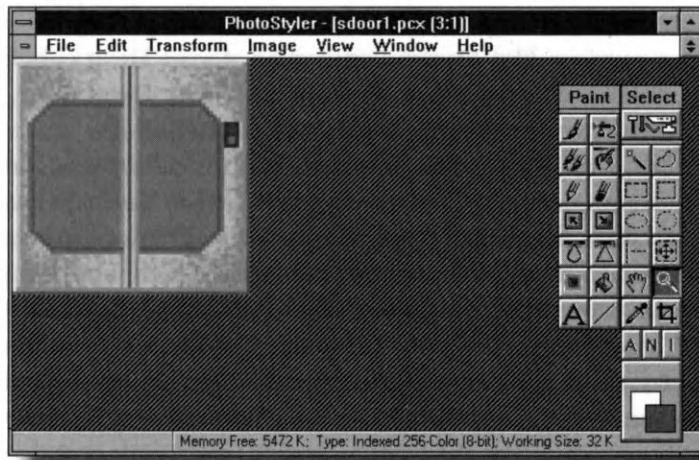 PhotoStyler - [sdoor1.pcx (3:1)]
File Edit Transform Image View Window Help
Paint Select
A
A N I
Memory Free: 5472 K; Type: Indexed 256-Color (8-bit); Working Size: 32 K